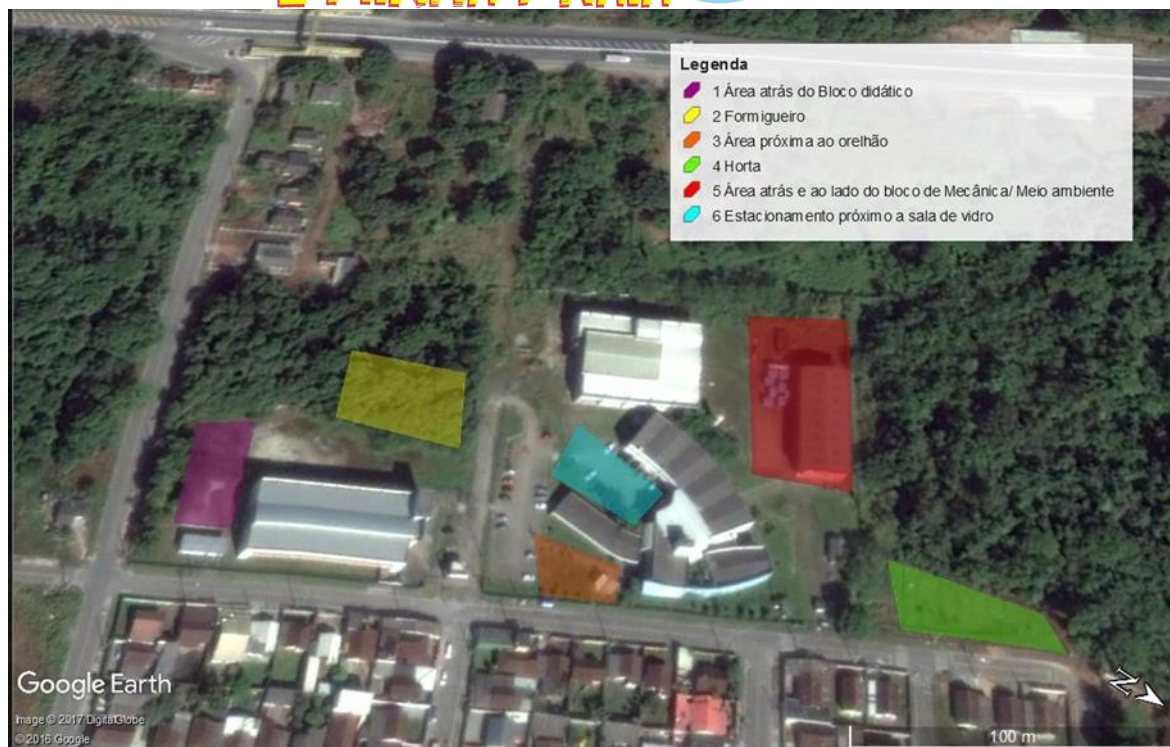 Legenda
1 Área atrás do Bloco didático
2 Formigueiro
3 Área próxima ao orelhão
4 Horta
5 Área atrás e ao lado do bloco de Mecânica/ Meio ambiente
6 Estacionamento próximo a sala de vidro
Google Earth
Image © 2017 DigitalGlobe
© 2016 Google
N
100 m